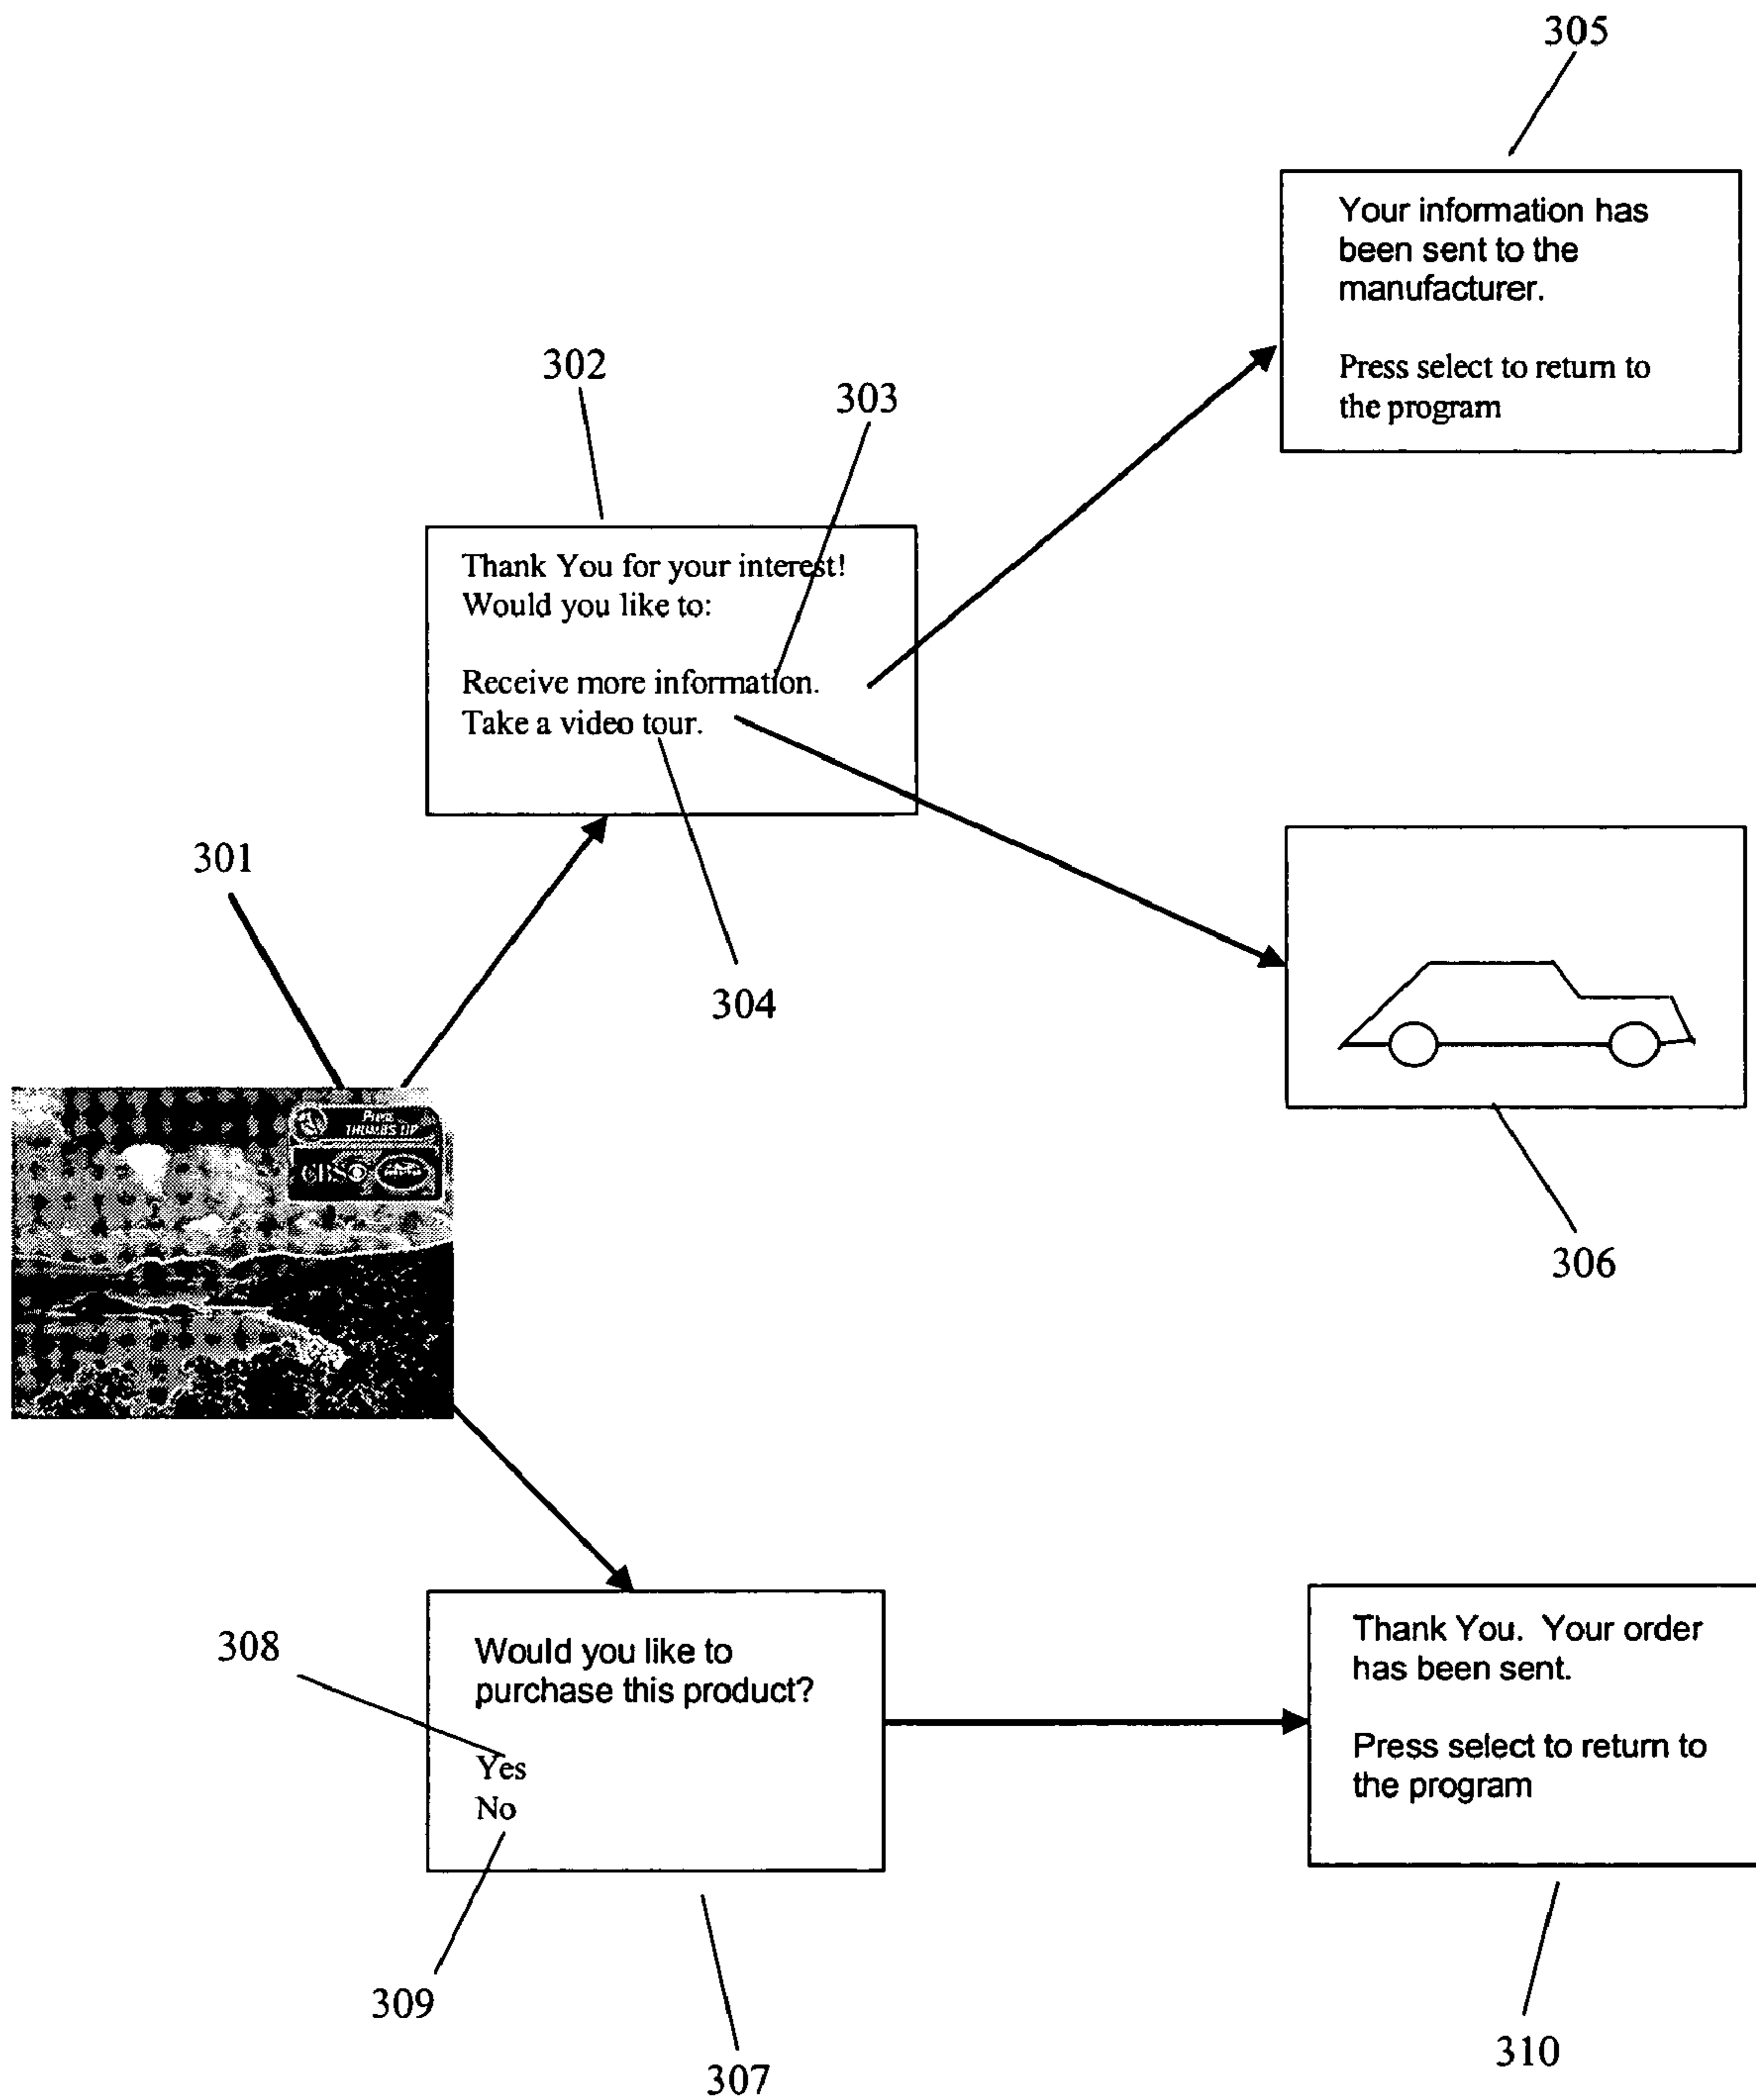 305
Your information has
been sent to the
manufacturer.
Press select to return to
the program
302
303
Thank You for your interest!
Would you like to:
Receive more information.
Take a video tour.
301
304
Press
THUMBS UP
CBS
306
308
Would you like to
purchase this product?
Yes
No
Thank You. Your order
has been sent.
Press select to return to
the program
309
307
310